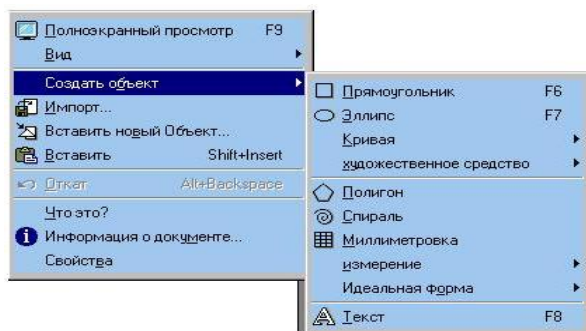 Полноэкранный просмотр F9
Вид
Создать объект
Импорт...
Вставить новый Объект...
Вставить Shift+Insert
Откат Alt+Backspace
Что это?
Информация о документе...
Свойства
Прямоугольник F6
Эллипс F7
Кривая
художественное средство
Полигон
Спираль
Миллиметровка
измерение
Идеальная форма
Текст F8